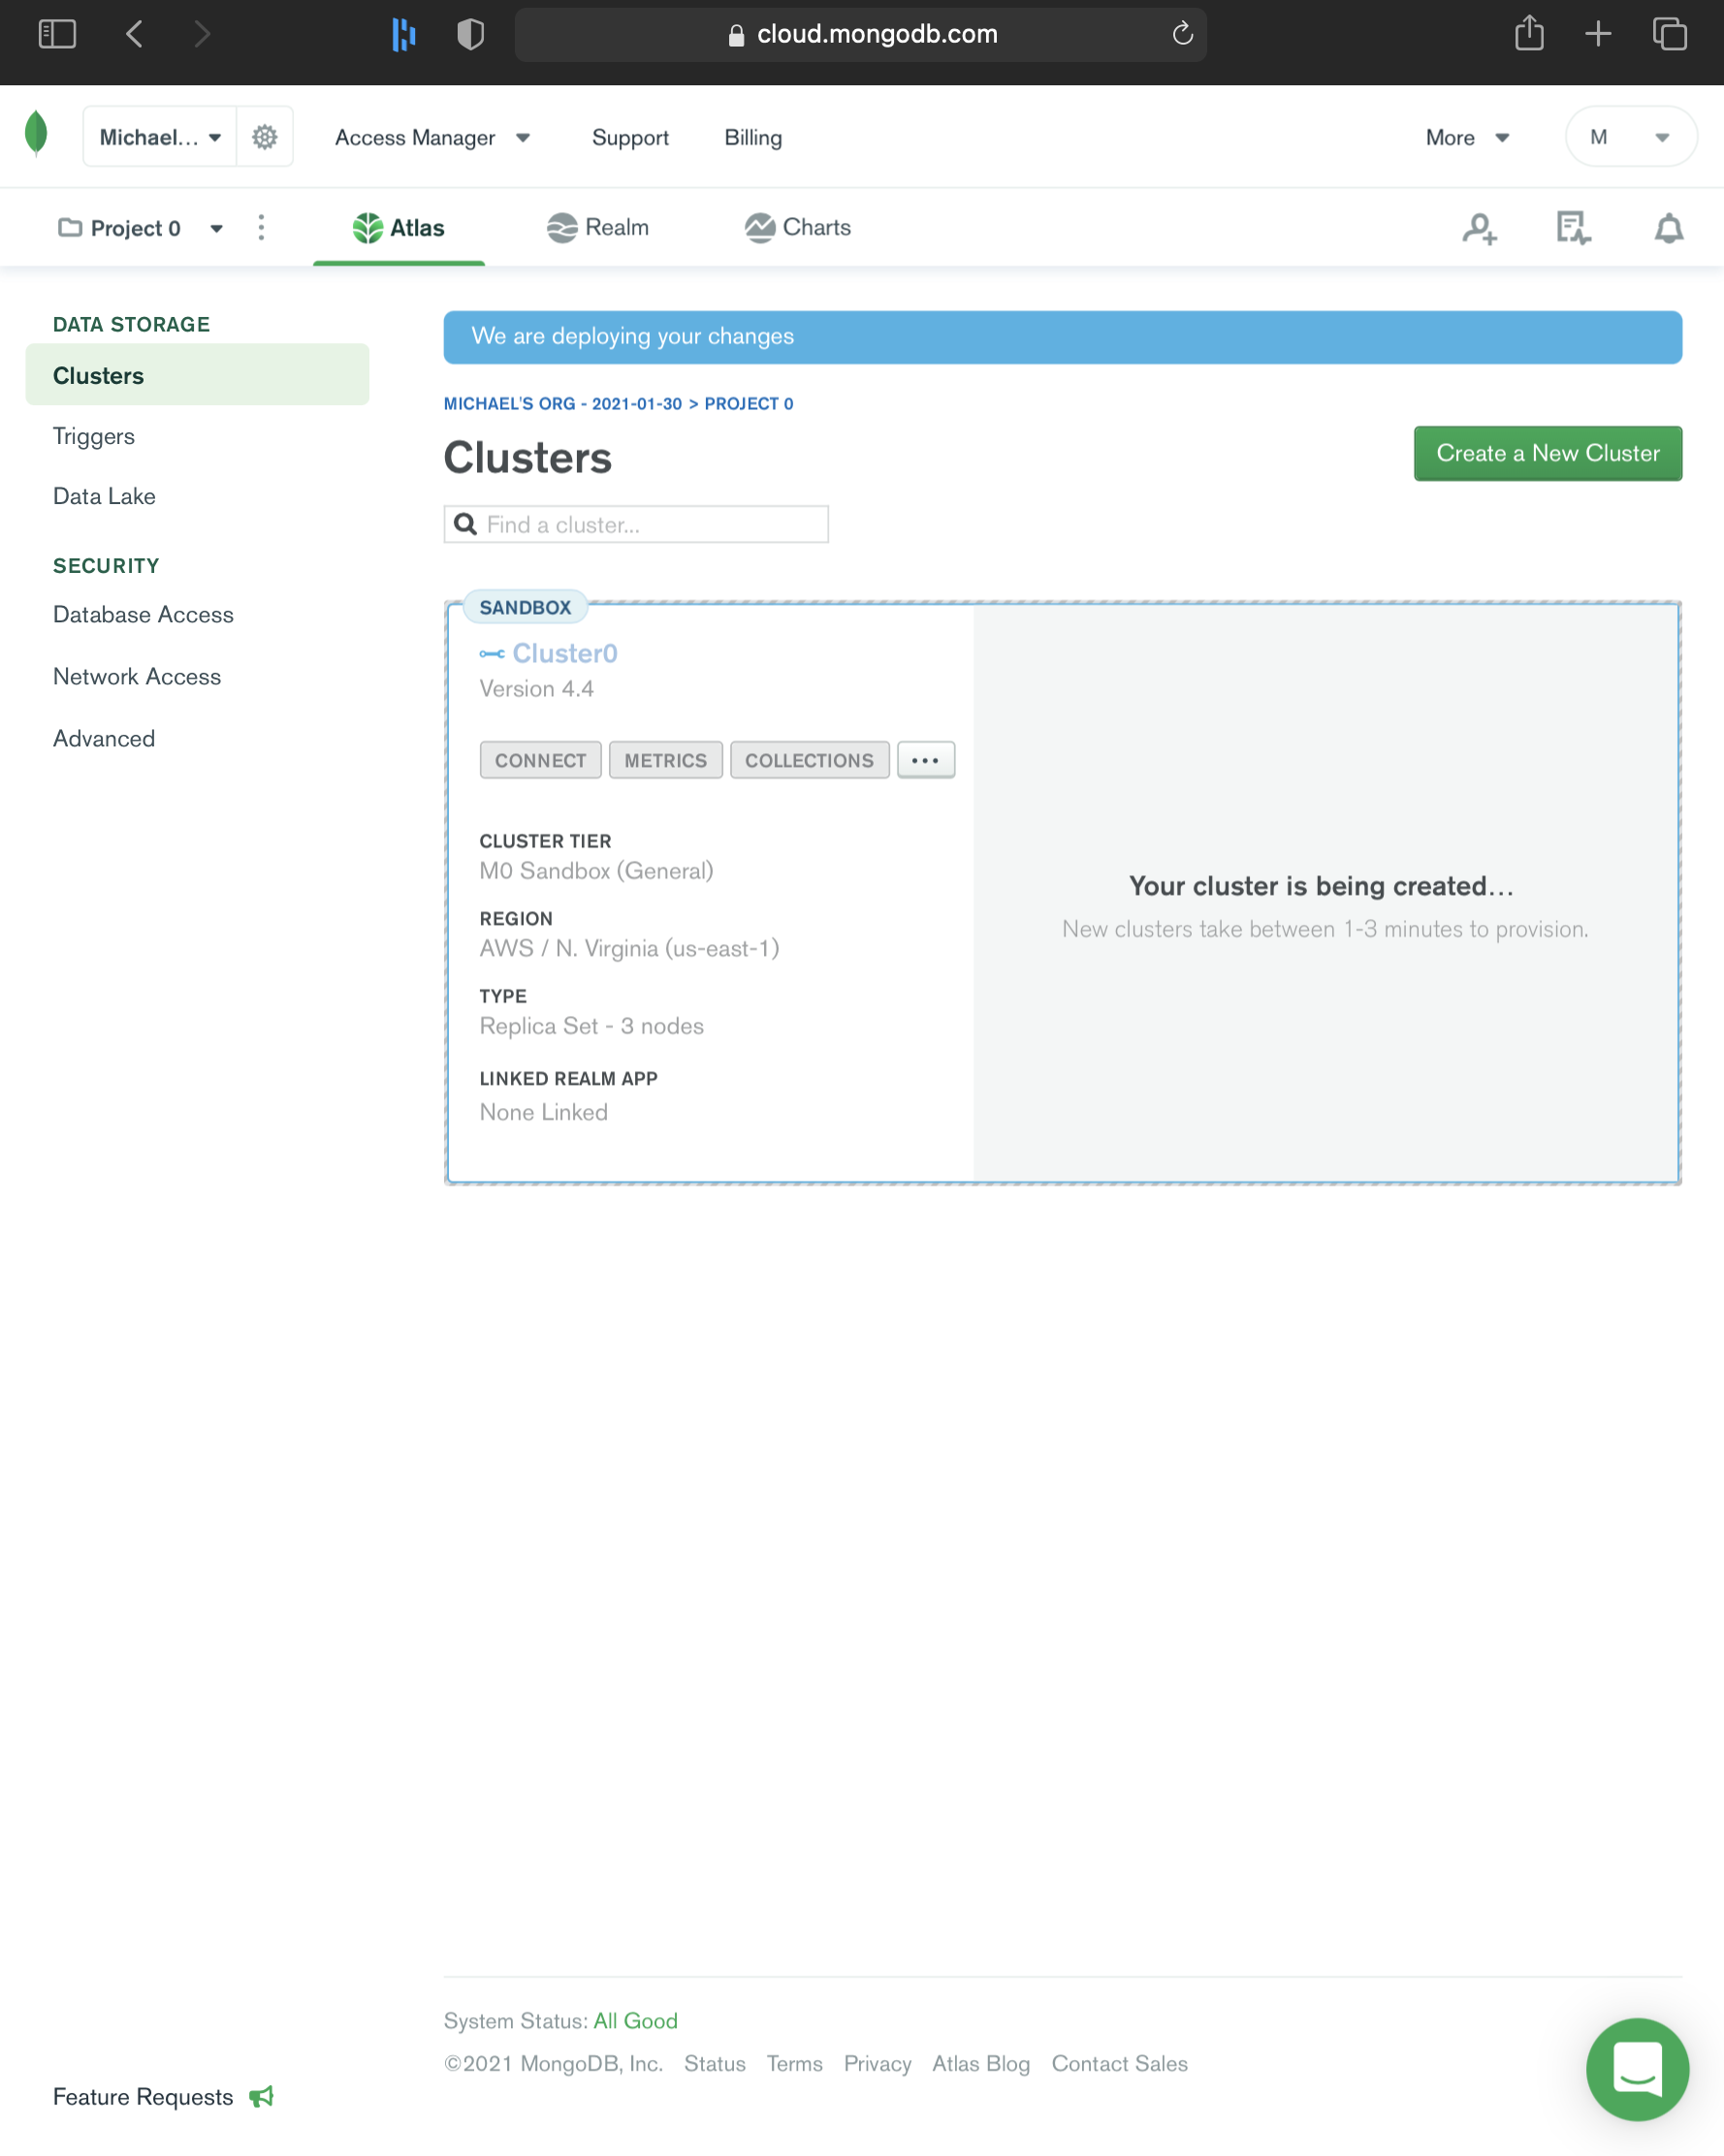 cloud.mongodb.com
Michael... Access Manager Support Billing More M
Project 0 Atlas Realm Charts
DATA STORAGE
Clusters
Triggers
Data Lake
SECURITY
Database Access
Network Access
Advanced
We are deploying your changes
MICHAEL'S ORG - 2021-01-30 > PROJECT 0
Clusters
Create a New Cluster
Find a cluster...
SANDBOX
Cluster0
Version 4.4
CONNECT METRICS COLLECTIONS ...
CLUSTER TIER
M0 Sandbox (General)
REGION
AWS / N. Virginia (us-east-1)
TYPE
Replica Set - 3 nodes
LINKED REALM APP
None Linked
Your cluster is being created...
New clusters take between 1-3 minutes to provision.
System Status: All Good
©2021 MongoDB, Inc. Status Terms Privacy Atlas Blog Contact Sales
Feature Requests